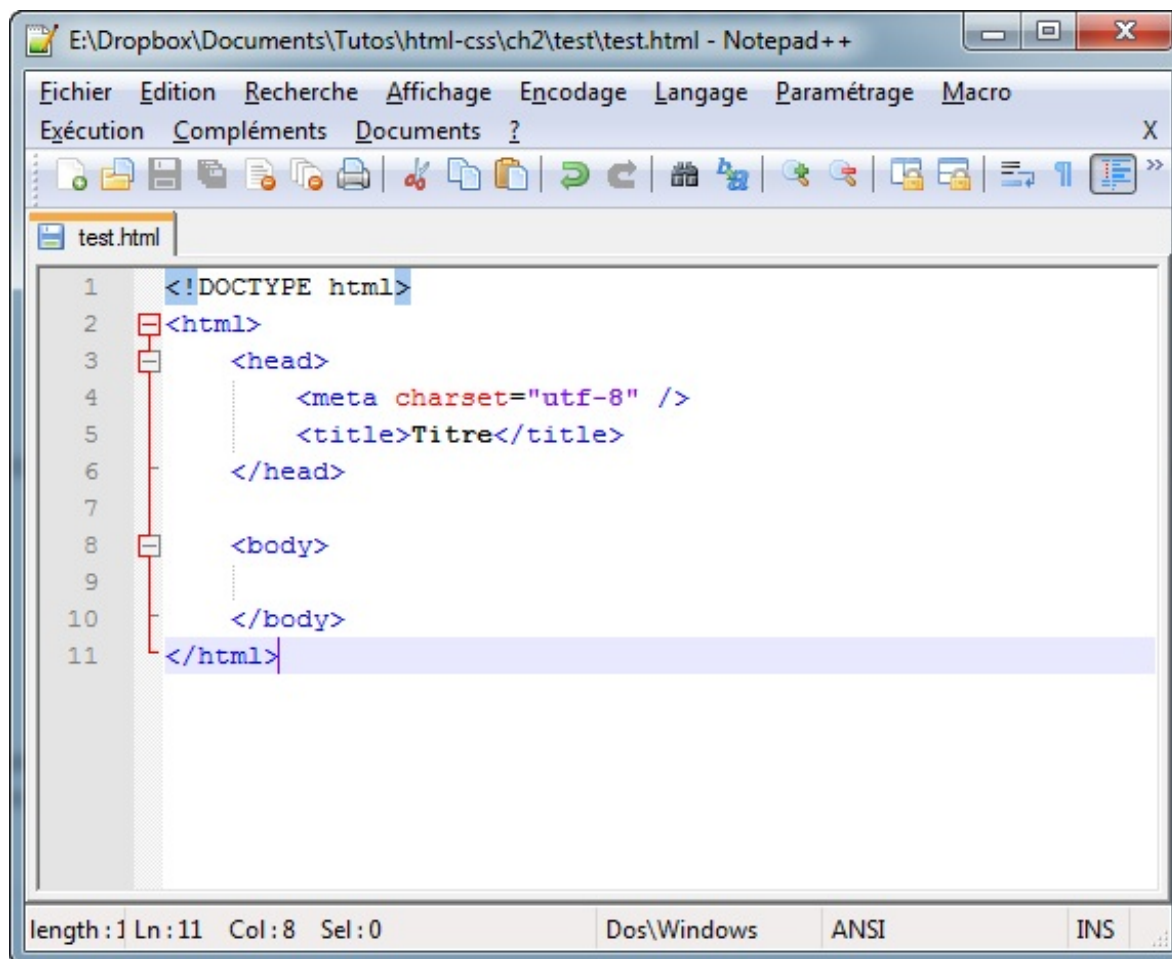 E:\Dropbox\Documents\Tutos\html-css\ch2\test\test.html - Notepad++
Fichier Edition Recherche Affichage Encodage Langage Paramétrage Macro
Exécution Compléments Documents ? X
test.html
1 <!DOCTYPE html>
2 <html>
3 <head>
4 <meta charset="utf-8" />
5 <title>Titre</title>
6 </head>
7
8 <body>
9
10 </body>
11 </html>
length : 1 Ln : 11 Col : 8 Sel : 0 Dos\Windows ANSI INS